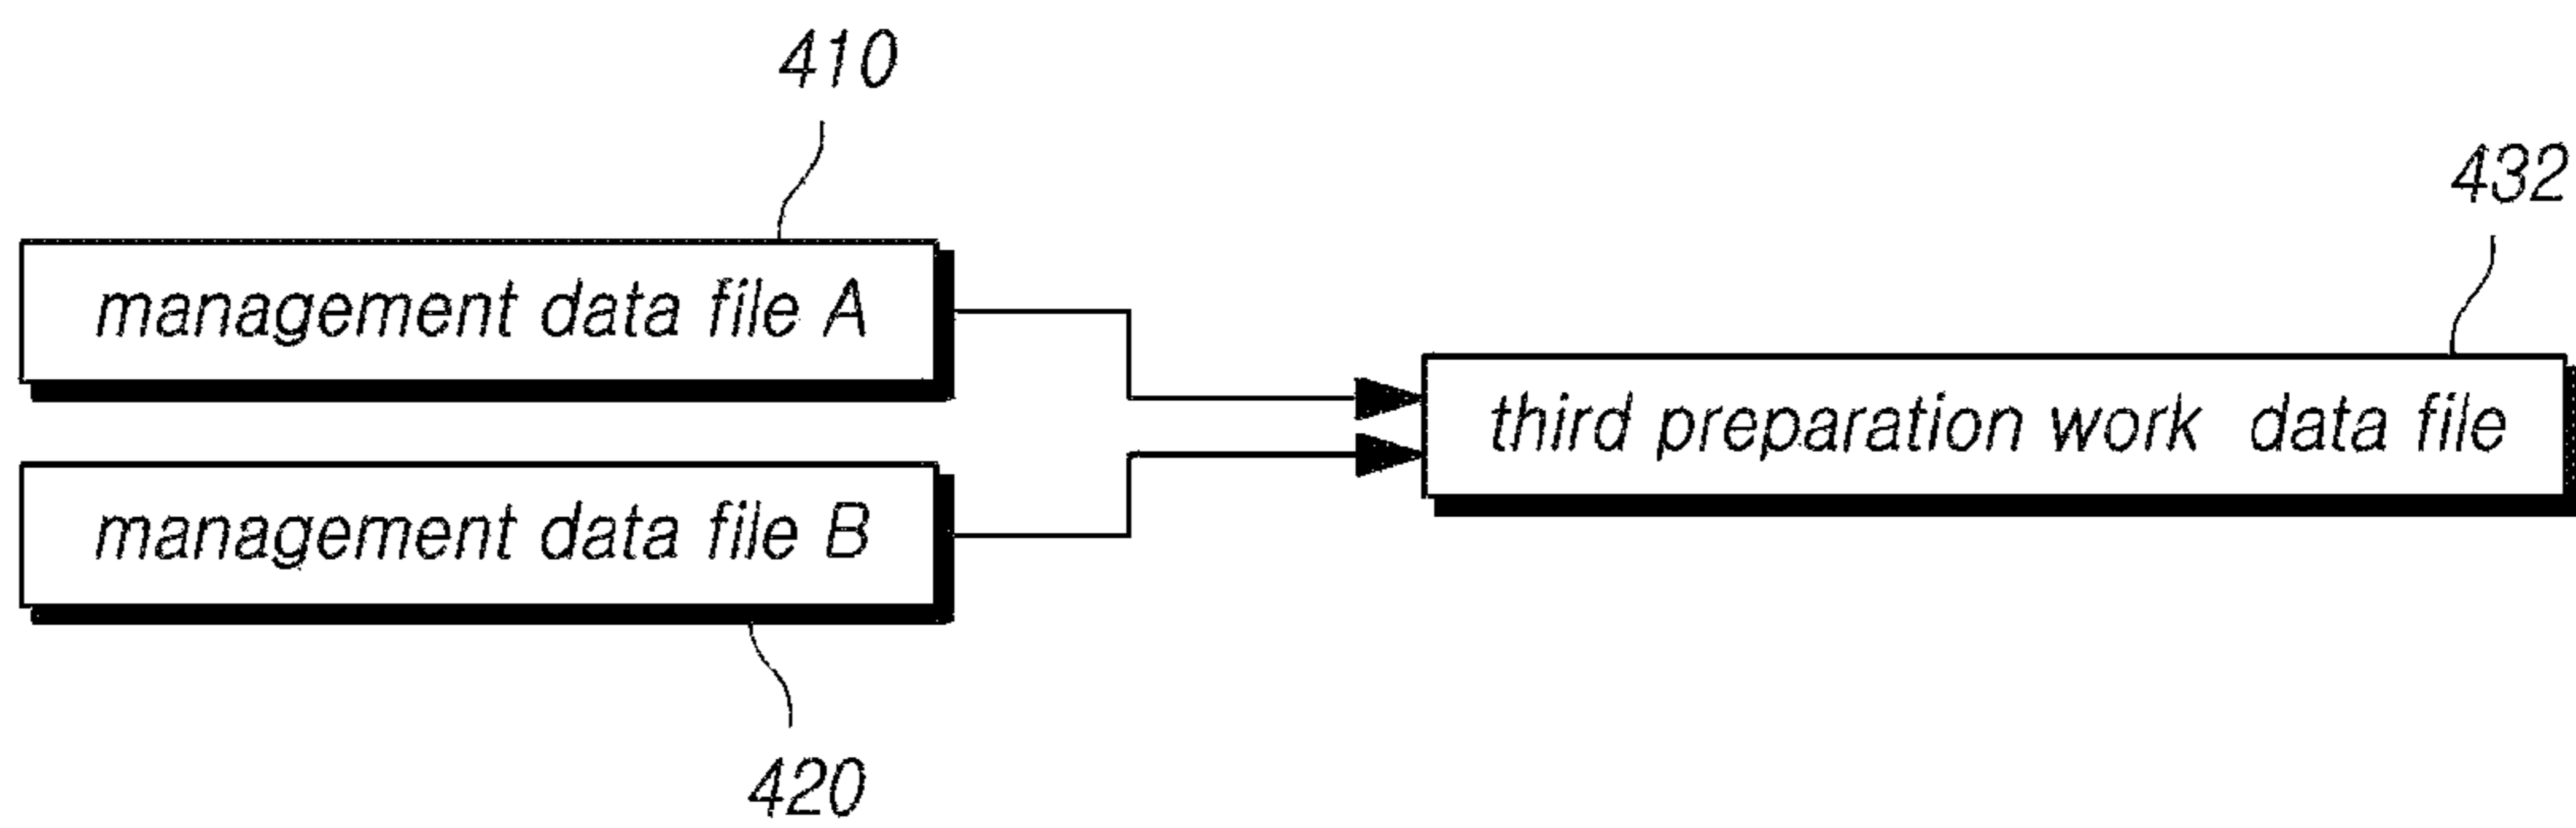 410
432
management data file A
third preparation work data file
management data file B
420